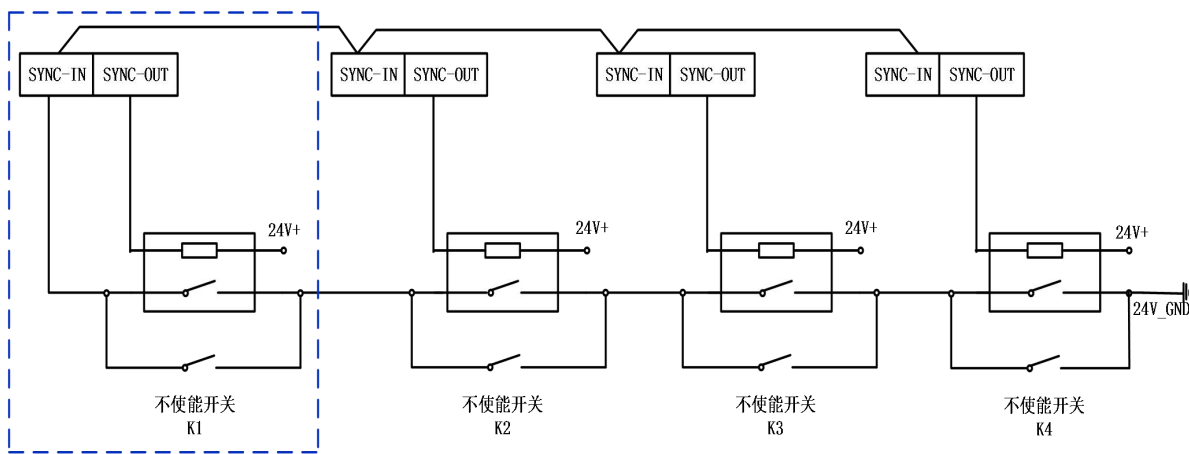 SYNC-IN SYNC-OUT SYNC-IN SYNC-OUT SYNC-IN SYNC-OUT SYNC-IN SYNC-OUT
24V+ 24V+ 24V+ 24V+
24V_GND
不使能开关 不使能开关 不使能开关 不使能开关
K1 K2 K3 K4